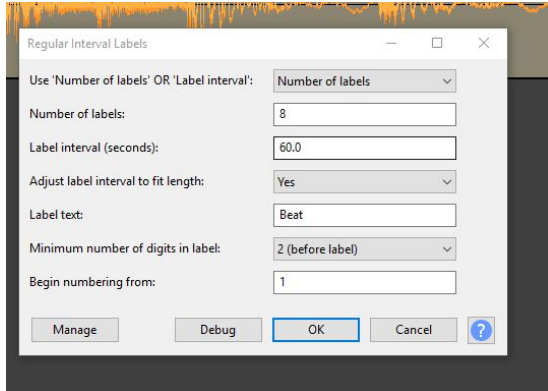 Regular Interval Labels
Use 'Number of labels' OR 'Label interval': Number of labels
Number of labels: 8
Label interval (seconds): 60.0
Adjust label interval to fit length: Yes
Label text: Beat
Minimum number of digits in label: 2 (before label)
Begin numbering from: 1
Manage Debug OK Cancel ?